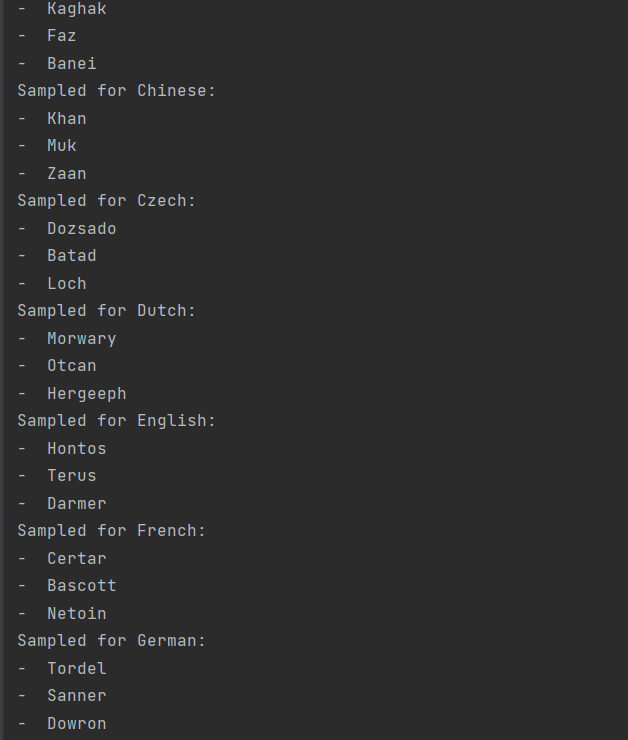 -  Kaghak
-  Faz
-  Banei
Sampled for Chinese:
-  Khan
-  Muk
-  Zaan
Sampled for Czech:
-  Dozsado
-  Batad
-  Loch
Sampled for Dutch:
-  Morwary
-  Otcan
-  Hergeeph
Sampled for English:
-  Hontos
-  Terus
-  Darmer
Sampled for French:
-  Certar
-  Bascott
-  Netoin
Sampled for German:
-  Tordel
-  Sanner
-  Dowron